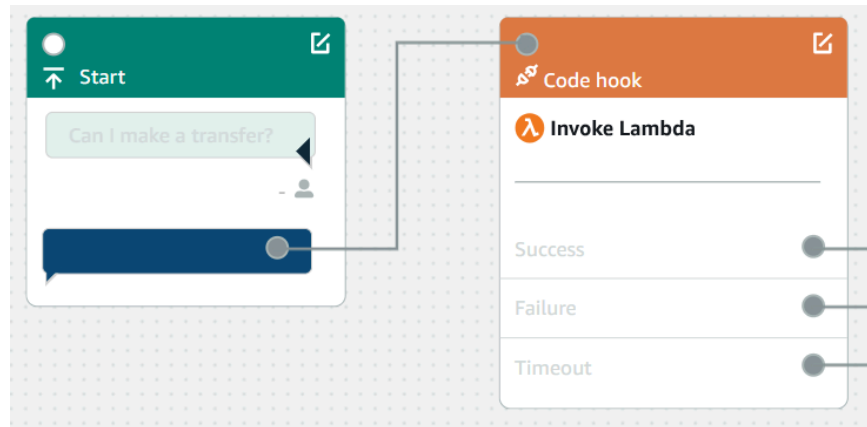 Start
Can I make a transfer?
-
Code hook
λ Invoke Lambda
Success
Failure
Timeout